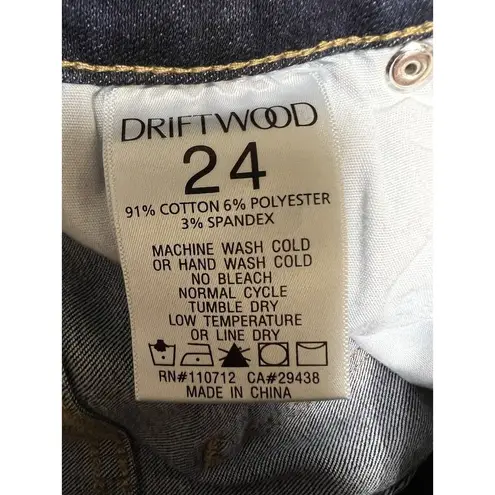 DRIFTWOOD
24
91% COTTON 6% POLYESTER
3% SPANDEX
MACHINE WASH COLD
OR HAND WASH COLD
NO BLEACH
NORMAL CYCLE
TUMBLE DRY
LOW TEMPERATURE
OR LINE DRY
RN#110712 CA#29438
MADE IN CHINA